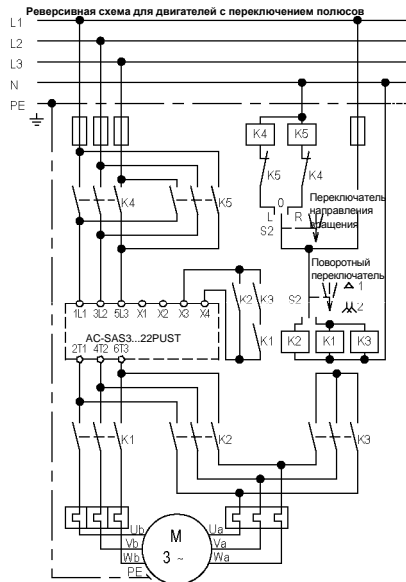 Реверсивная схема для двигателей с переключением полюсов
L1
L2
L3
N
PE
K4 K5
K5 K4
K4 K5
L 0 R
S2
Переключатель
направления
вращения
Поворотный
переключатель
S2 1
2
K2 K3
K1
1L1 3L2 5L3 X1 X2 X3 X4
AC-SAS3...22PUST
2T1 4T2 6T3
K2 K1 K3
K1 K2 K3
Ub Ua
Vb Va
Wb Wa
M
3 ~
PE